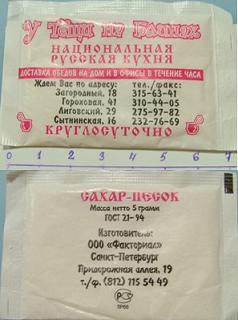 У Тёщи на Блинах
НАЦИОНАЛЬНАЯ
РУССКАЯ КУХНЯ
ДОСТАВКА ОБЕДОВ НА ДОМ И В ОФИСЫ В ТЕЧЕНИЕ ЧАСА
Ждем Вас по адресу: тел./факс:
Загородный, 18 315-63-41
Гороховая, 41 310-44-05
Лиговский, 29 275-97-82
Сытнинская, 16 232-76-69
КРУГЛОСУТОЧНО
0 1 2 3 4 5 6 7
САХАР-ПЕСОК
Масса нетто 5 грамм
ГОСТ 21-94
Изготовитель:
ООО «Факториал»
Санкт-Петербург
Придорожная аллея, 19
т./ф. (812) 115 54 49